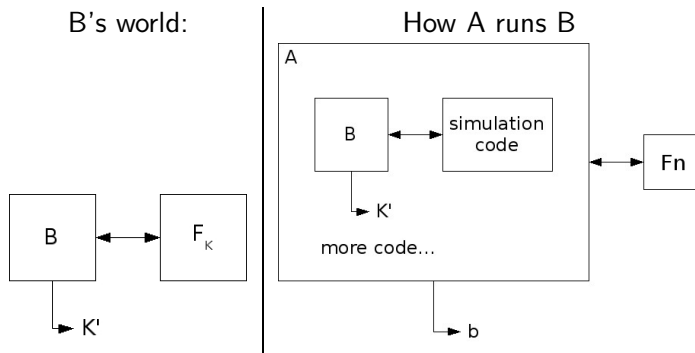 B's world:
B
F_K
K'
How A runs B
A
B
simulation
code
K'
more code...
b
Fn